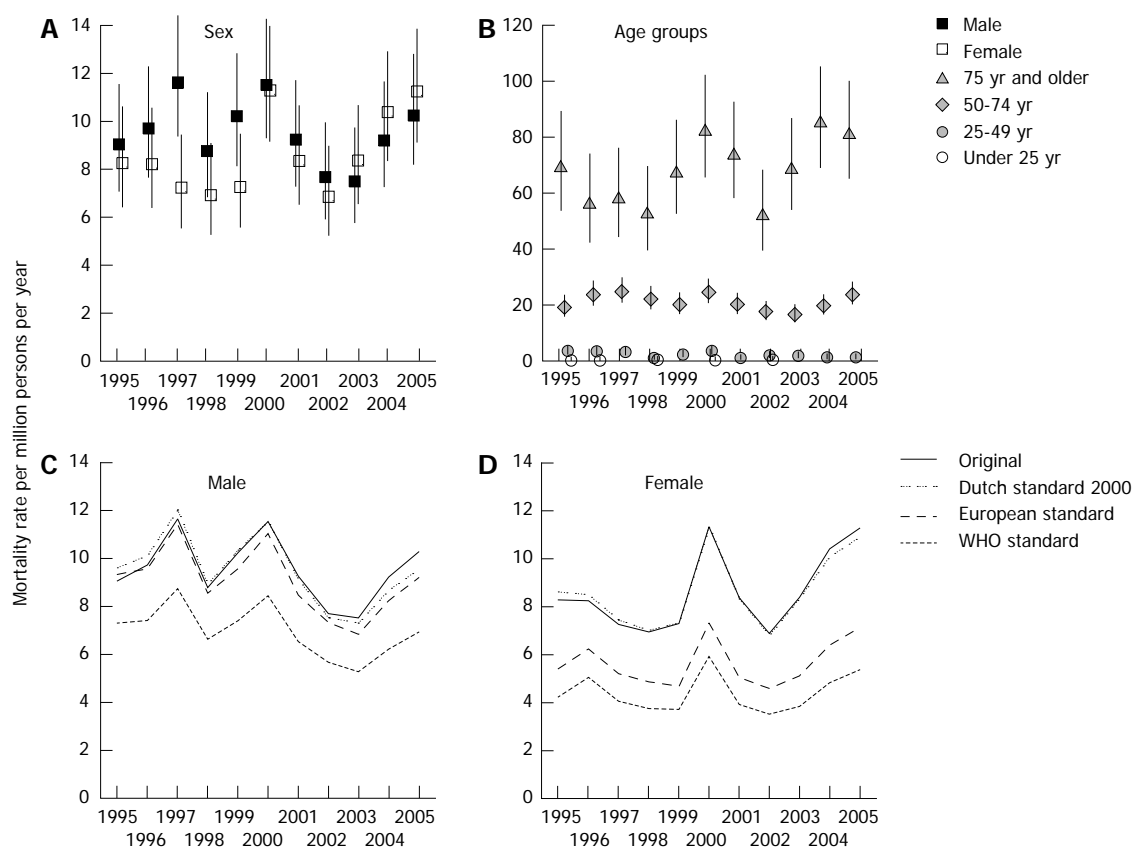 Mortality rate per million persons per year
A Sex
14
12
10
8
6
4
2
0
1995 1997 1999 2001 2003 2005
1996 1998 2000 2002 2004
B Age groups
120
100
80
60
40
20
0
1995 1997 1999 2001 2003 2005
1996 1998 2000 2002 2004
Male
Female
75 yr and older
50-74 yr
25-49 yr
Under 25 yr
C Male
14
12
10
8
6
4
2
0
1995 1997 1999 2001 2003 2005
1996 1998 2000 2002 2004
D Female
14
12
10
8
6
4
2
0
1995 1997 1999 2001 2003 2005
1996 1998 2000 2002 2004
Original
Dutch standard 2000
European standard
WHO standard